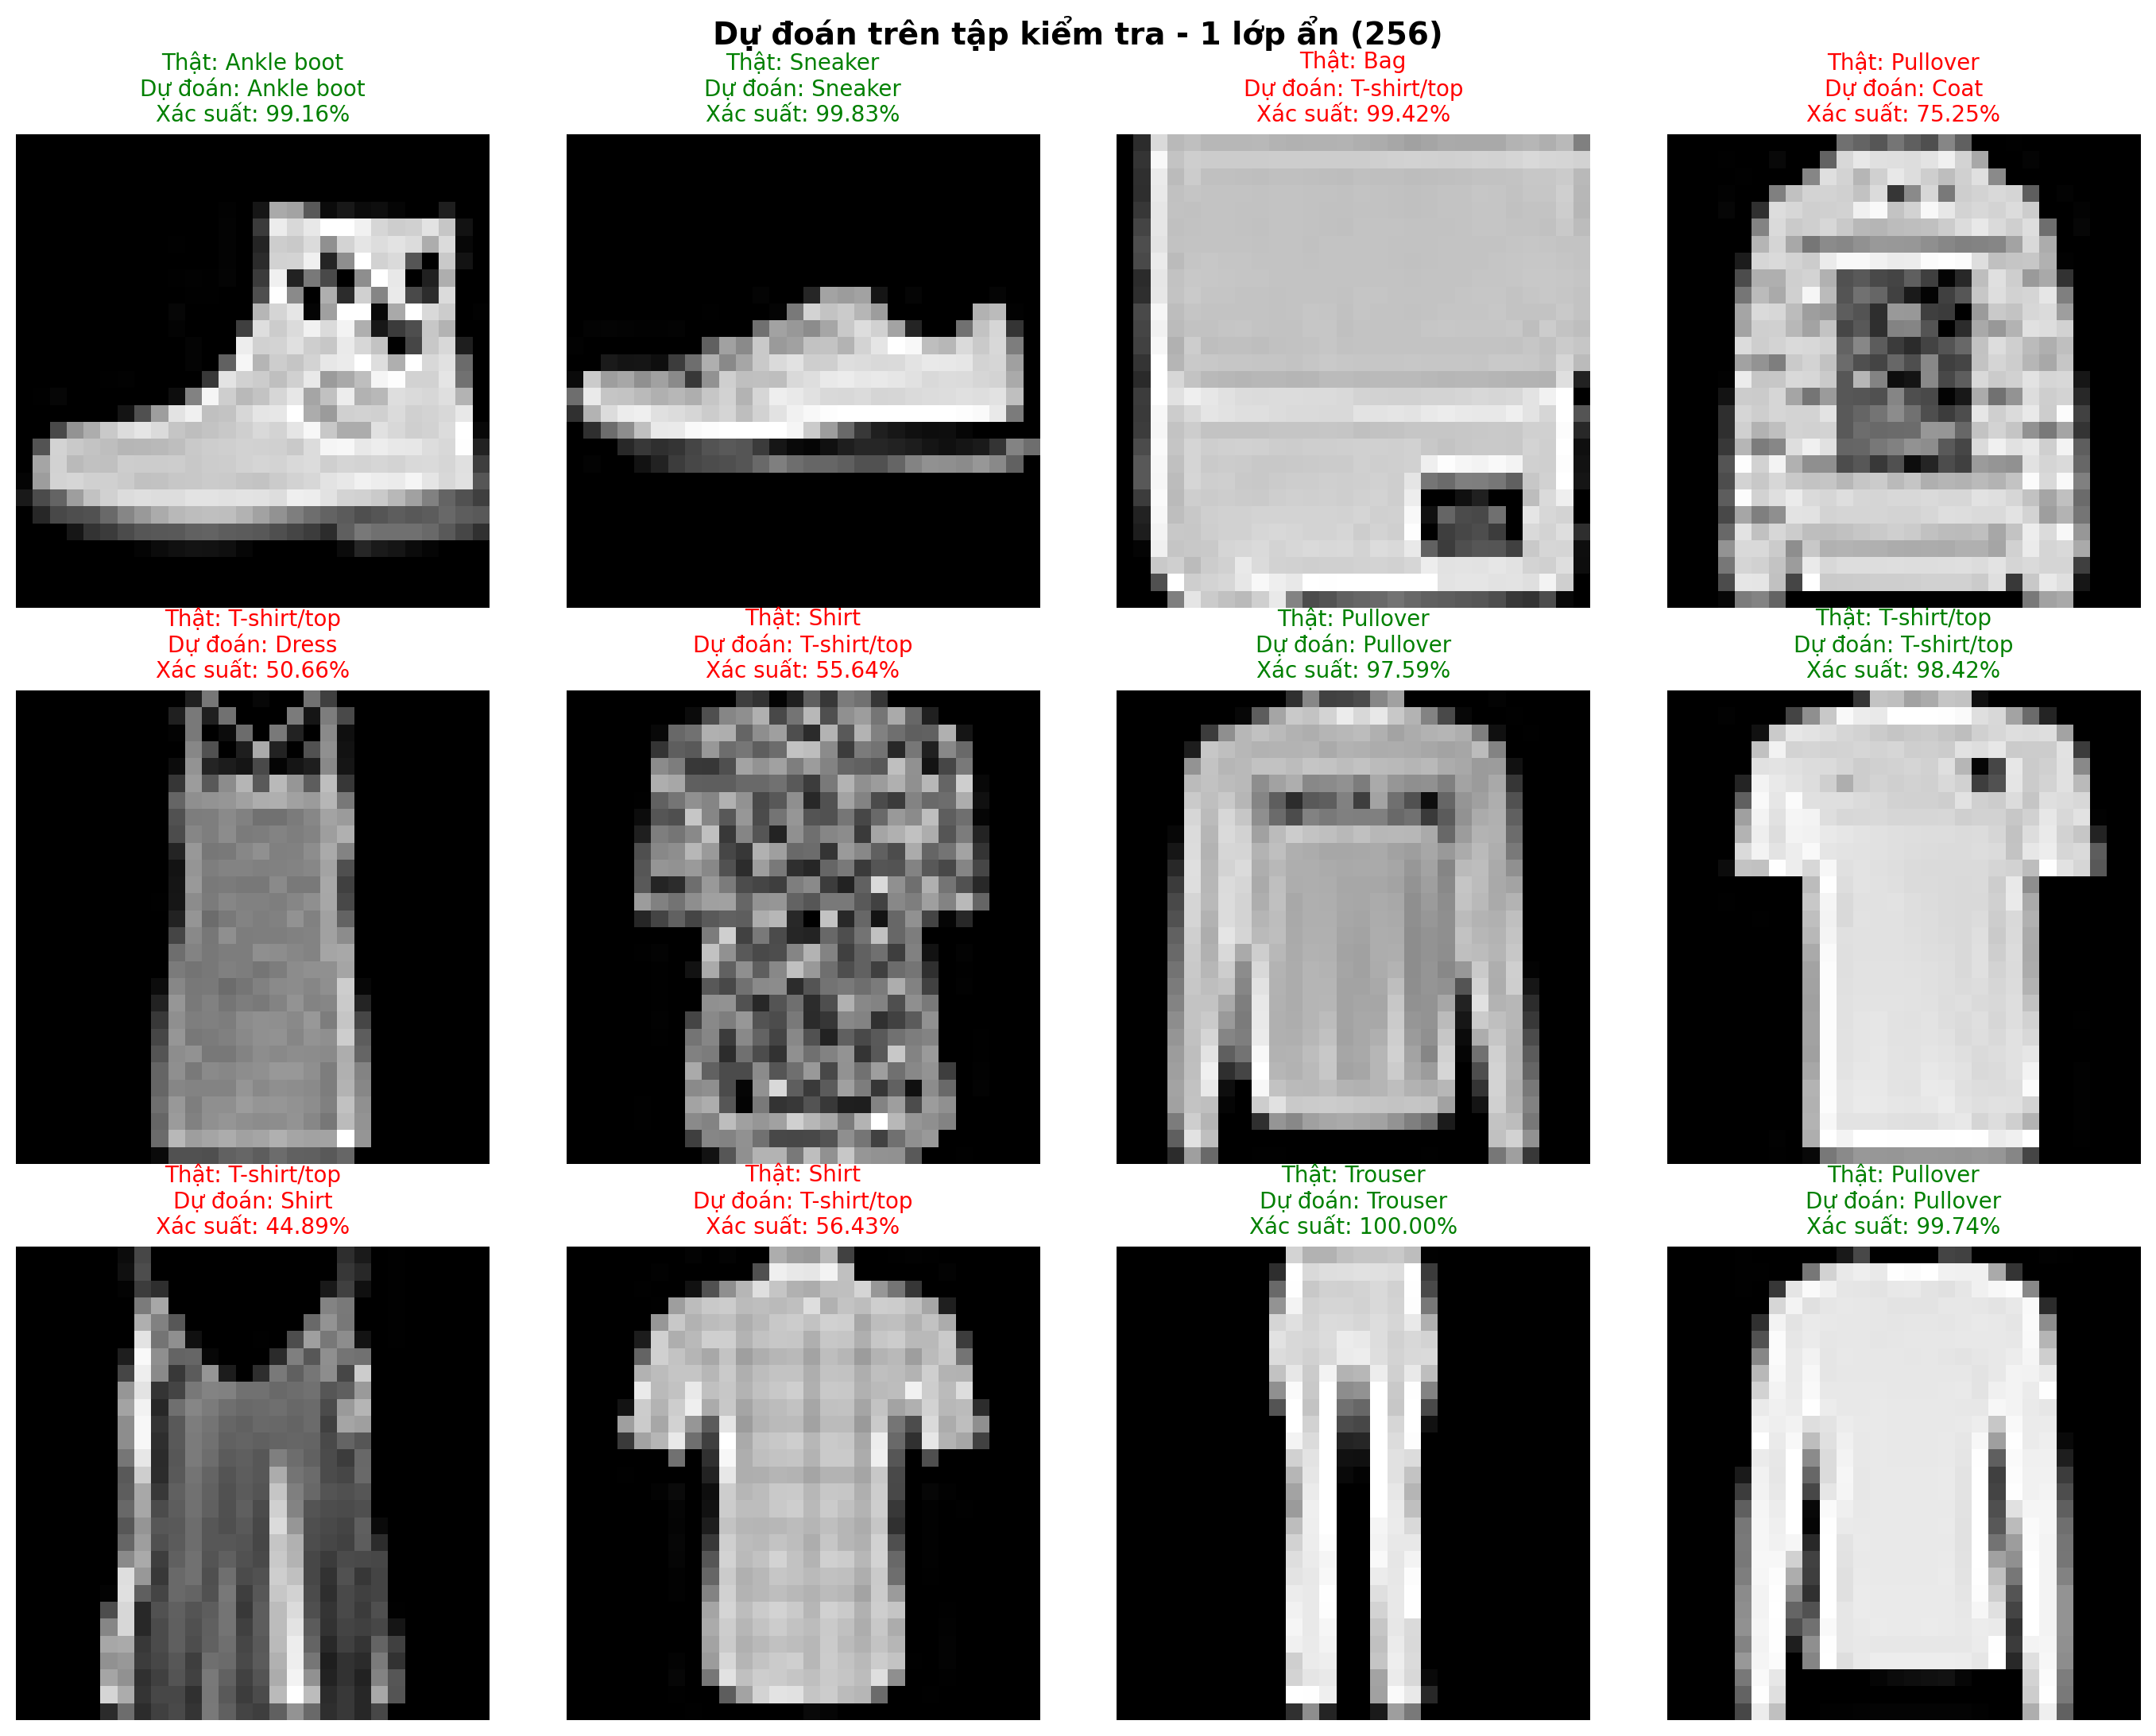 Dự đoán trên tập kiểm tra - 1 lớp ẩn (256)
Thật: Ankle boot
Dự đoán: Ankle boot
Xác suất: 99.16%
Thật: Sneaker
Dự đoán: Sneaker
Xác suất: 99.83%
Thật: Bag
Dự đoán: T-shirt/top
Xác suất: 99.42%
Thật: Pullover
Dự đoán: Coat
Xác suất: 75.25%
Thật: T-shirt/top
Dự đoán: Dress
Xác suất: 50.66%
Thật: Shirt
Dự đoán: T-shirt/top
Xác suất: 55.64%
Thật: Pullover
Dự đoán: Pullover
Xác suất: 97.59%
Thật: T-shirt/top
Dự đoán: T-shirt/top
Xác suất: 98.42%
Thật: T-shirt/top
Dự đoán: Shirt
Xác suất: 44.89%
Thật: Shirt
Dự đoán: T-shirt/top
Xác suất: 56.43%
Thật: Trouser
Dự đoán: Trouser
Xác suất: 100.00%
Thật: Pullover
Dự đoán: Pullover
Xác suất: 99.74%